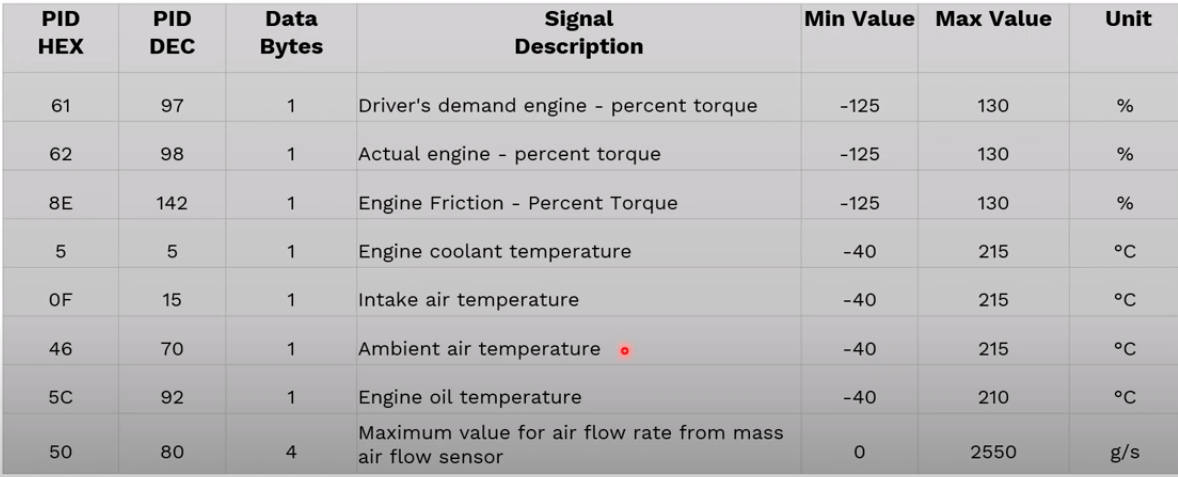 PID HEX PID DEC Data Bytes Signal Description Min Value Max Value Unit
61 97 1 Driver's demand engine - percent torque -125 130 %
62 98 1 Actual engine - percent torque -125 130 %
8E 142 1 Engine Friction - Percent Torque -125 130 %
5 5 1 Engine coolant temperature -40 215 °C
0F 15 1 Intake air temperature -40 215 °C
46 70 1 Ambient air temperature -40 215 °C
5C 92 1 Engine oil temperature -40 210 °C
50 80 4 Maximum value for air flow rate from mass air flow sensor 0 2550 g/s